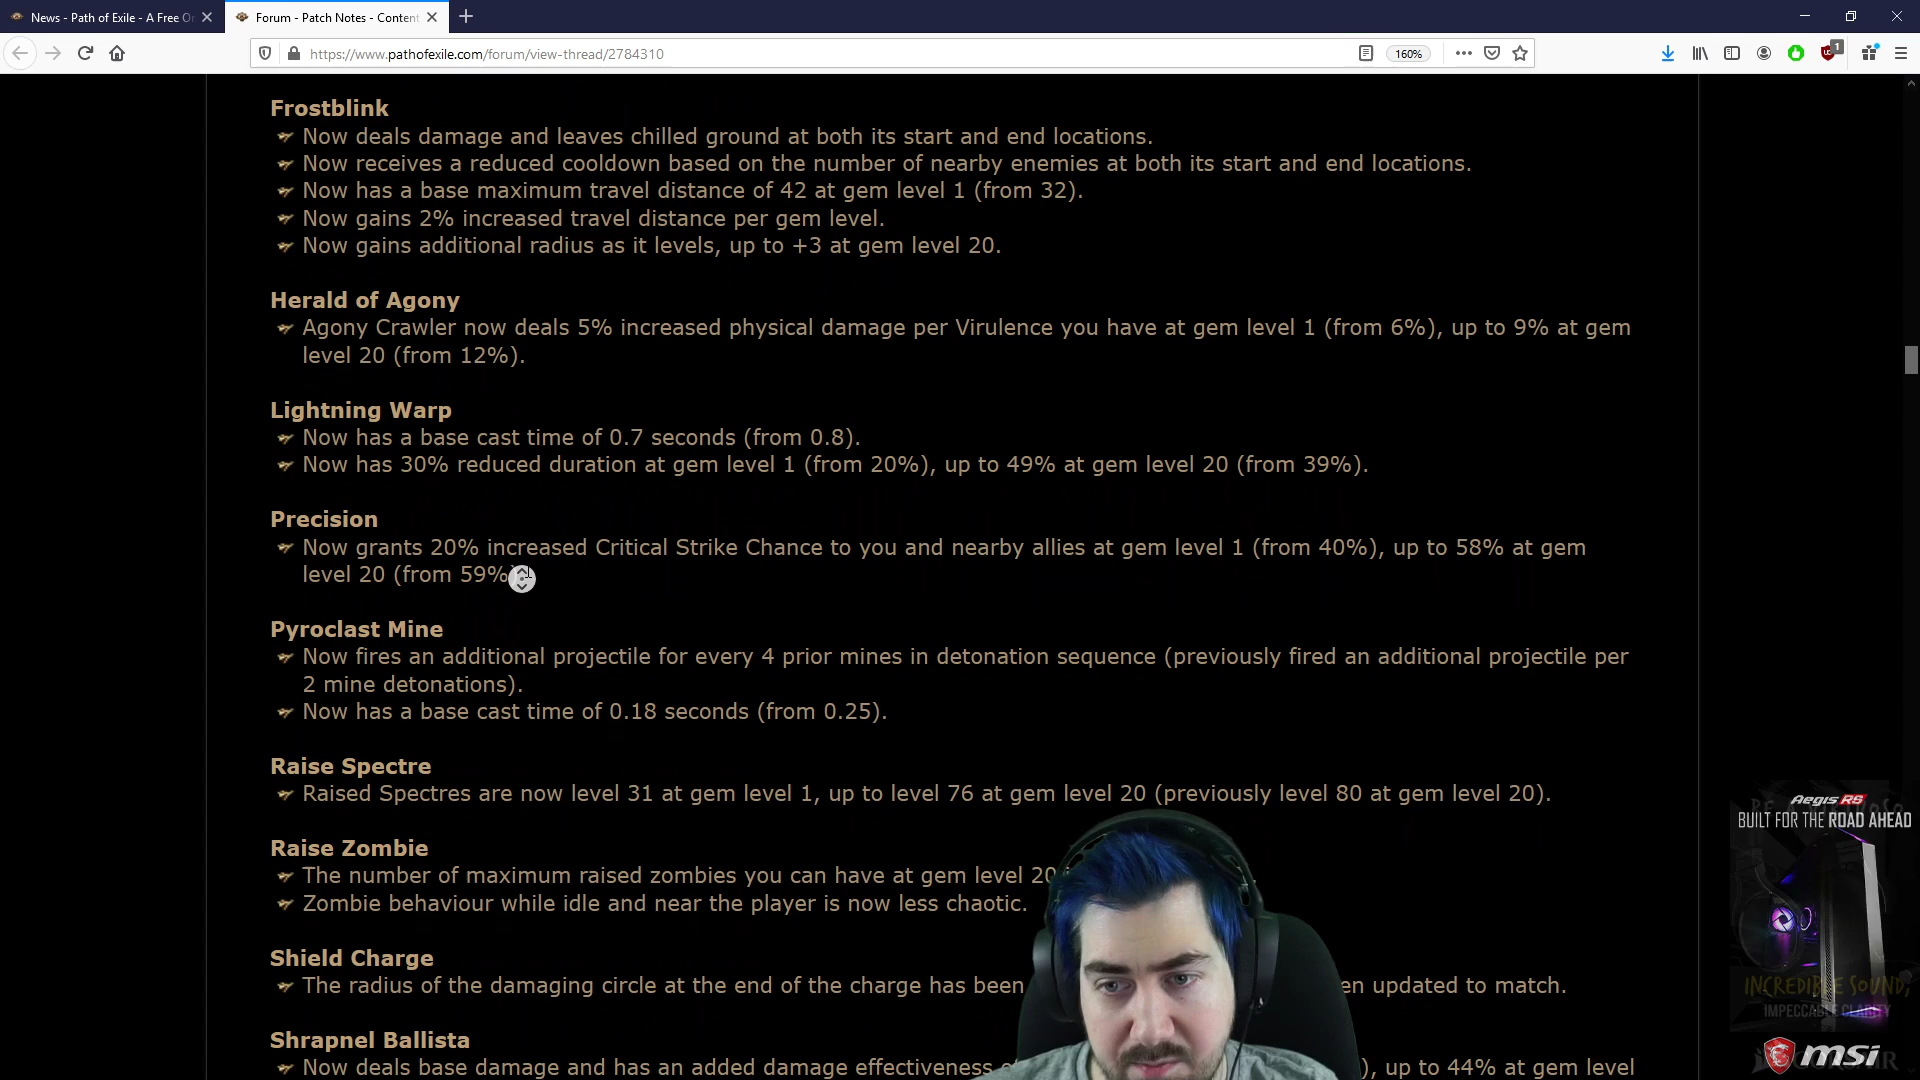 News - Path of Exile - A Free O
Forum - Patch Notes - Content
https://www.pathofexile.com/forum/view-thread/2784310
160%
1
Frostblink
Now deals damage and leaves chilled ground at both its start and end locations.
Now receives a reduced cooldown based on the number of nearby enemies at both its start and end locations.
Now has a base maximum travel distance of 42 at gem level 1 (from 32).
Now gains 2% increased travel distance per gem level.
Now gains additional radius as it levels, up to +3 at gem level 20.
Herald of Agony
Agony Crawler now deals 5% increased physical damage per Virulence you have at gem level 1 (from 6%), up to 9% at gem
level 20 (from 12%).
Lightning Warp
Now has a base cast time of 0.7 seconds (from 0.8).
Now has 30% reduced duration at gem level 1 (from 20%), up to 49% at gem level 20 (from 39%).
Precision
Now grants 20% increased Critical Strike Chance to you and nearby allies at gem level 1 (from 40%), up to 58% at gem
level 20 (from 59%)
Pyroclast Mine
Now fires an additional projectile for every 4 prior mines in detonation sequence (previously fired an additional projectile per
2 mine detonations).
Now has a base cast time of 0.18 seconds (from 0.25).
Raise Spectre
Raised Spectres are now level 31 at gem level 1, up to level 76 at gem level 20 (previously level 80 at gem level 20).
Raise Zombie
The number of maximum raised zombies you can have at gem level 20
Zombie behaviour while idle and near the player is now less chaotic.
Shield Charge
The radius of the damaging circle at the end of the charge has been en updated to match.
Shrapnel Ballista
Now deals base damage and has an added damage effectiveness ), up to 44% at gem level
Aegis RS
BUILT FOR THE ROAD AHEAD
INCREDIBLE SOUND,
IMPECCABLE CLARITY
msi